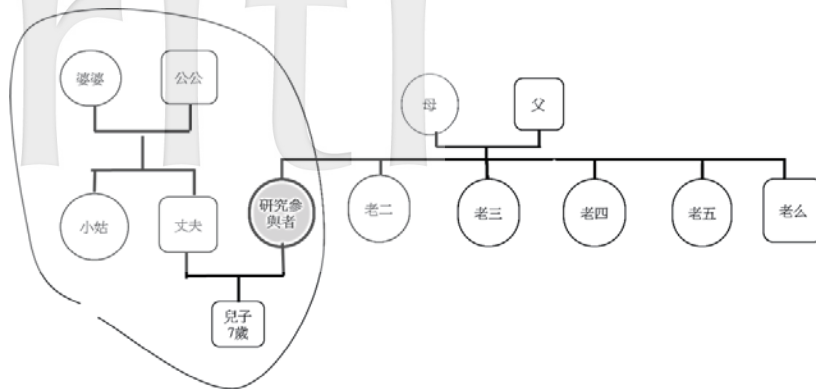 婆婆
公公
母
父
小姑
丈夫
研究參
與者
老二
老三
老四
老五
老么
兒子
7歲